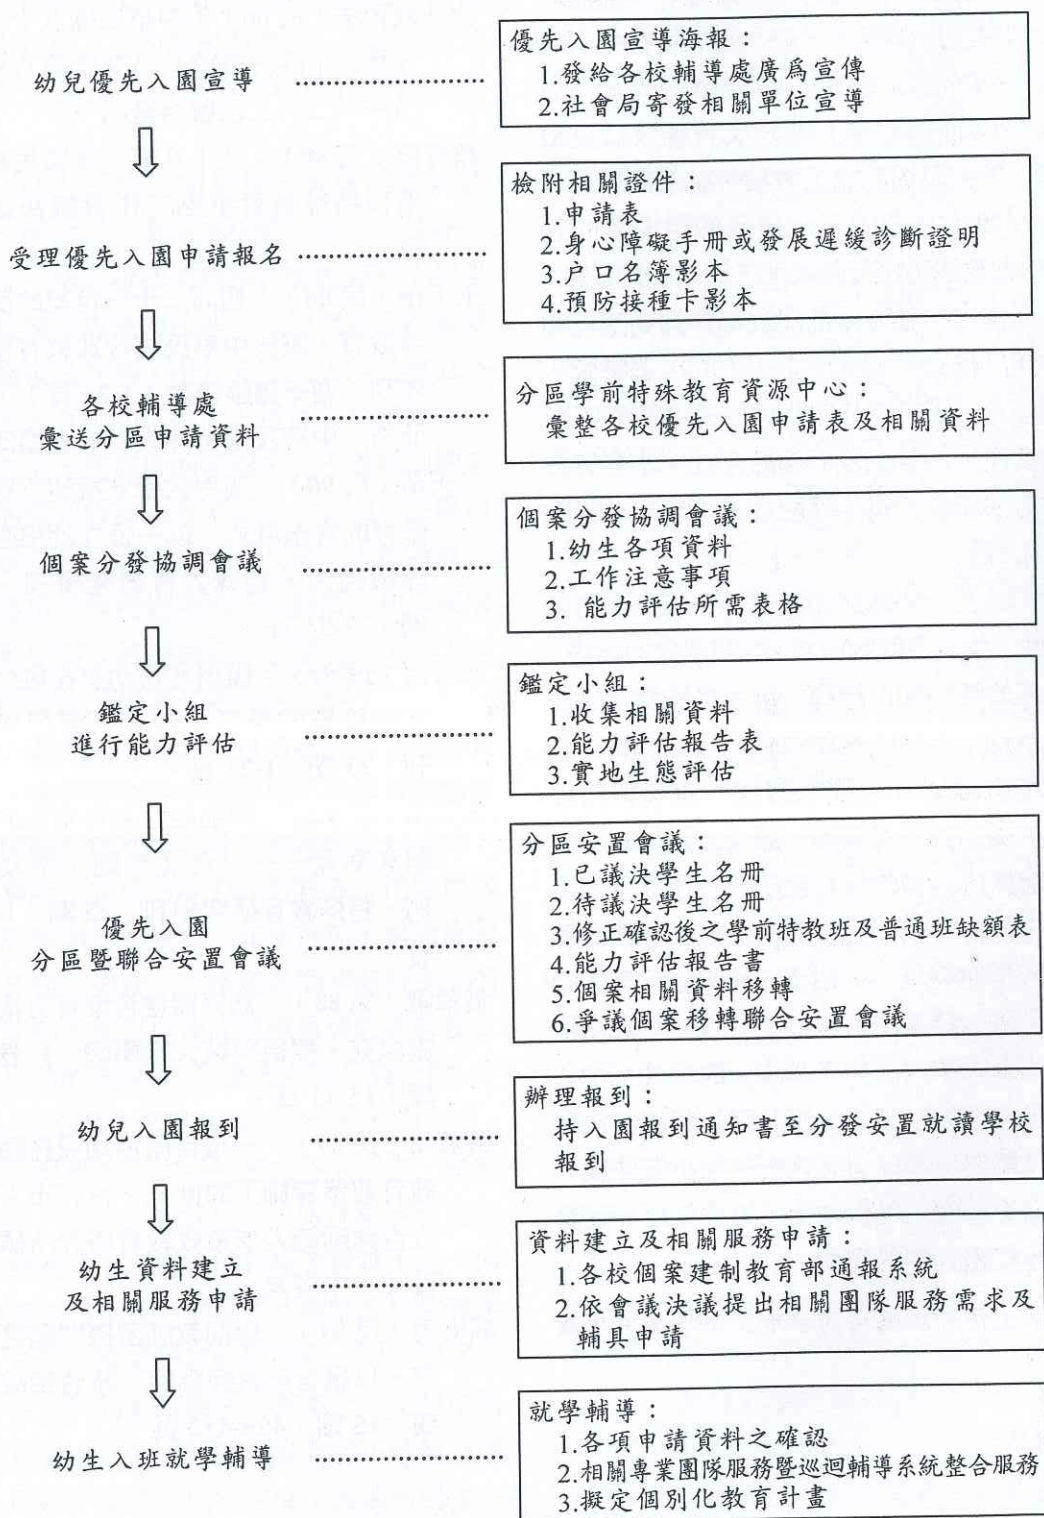 幼兒優先入園宣導
優先入園宣導海報：
1.發給各校輔導處廣為宣傳
2.社會局寄發相關單位宣導
受理優先入園申請報名
檢附相關證件：
1.申請表
2.身心障礙手冊或發展遲緩診斷證明
3.戶口名簿影本
4.預防接種卡影本
各校輔導處
彙送分區申請資料
分區學前特殊教育資源中心：
彙整各校優先入園申請表及相關資料
個案分發協調會議
個案分發協調會議：
1.幼生各項資料
2.工作注意事項
3. 能力評估所需表格
鑑定小組
進行能力評估
鑑定小組：
1.收集相關資料
2.能力評估報告表
3.實地生態評估
優先入園
分區暨聯合安置會議
分區安置會議：
1.已議決學生名冊
2.待議決學生名冊
3.修正確認後之學前特教班及普通班缺額表
4.能力評估報告書
5.個案相關資料移轉
6.爭議個案移轉聯合安置會議
幼兒入園報到
辦理報到：
持入園報到通知書至分發安置就讀學校
報到
幼生資料建立
及相關服務申請
資料建立及相關服務申請：
1.各校個案建制教育部通報系統
2.依會議決議提出相關團隊服務需求及
輔具申請
幼生入班就學輔導
就學輔導：
1.各項申請資料之確認
2.相關專業團隊服務暨巡迴輔導系統整合服務
3.擬定個別化教育計畫